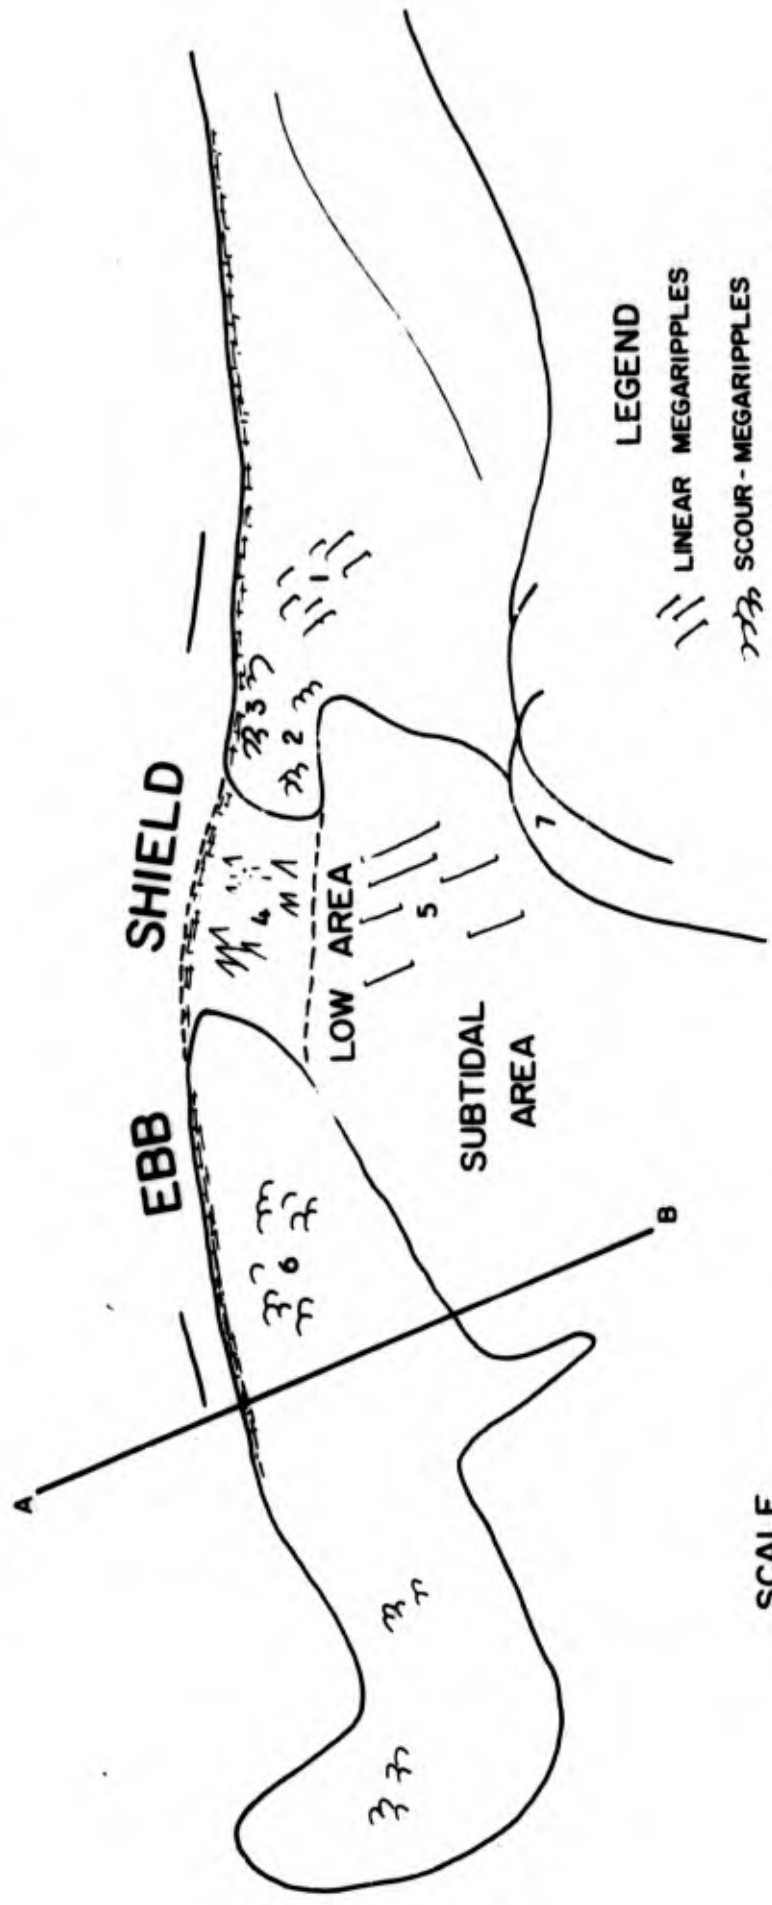 EBB SHIELD
A
B
6
4
3
2
1
LOW AREA
5
SUBTIDAL
AREA
7
LEGEND
LINEAR MEGARIPPLES
SCOUR-MEGARIPPLES
SCALE